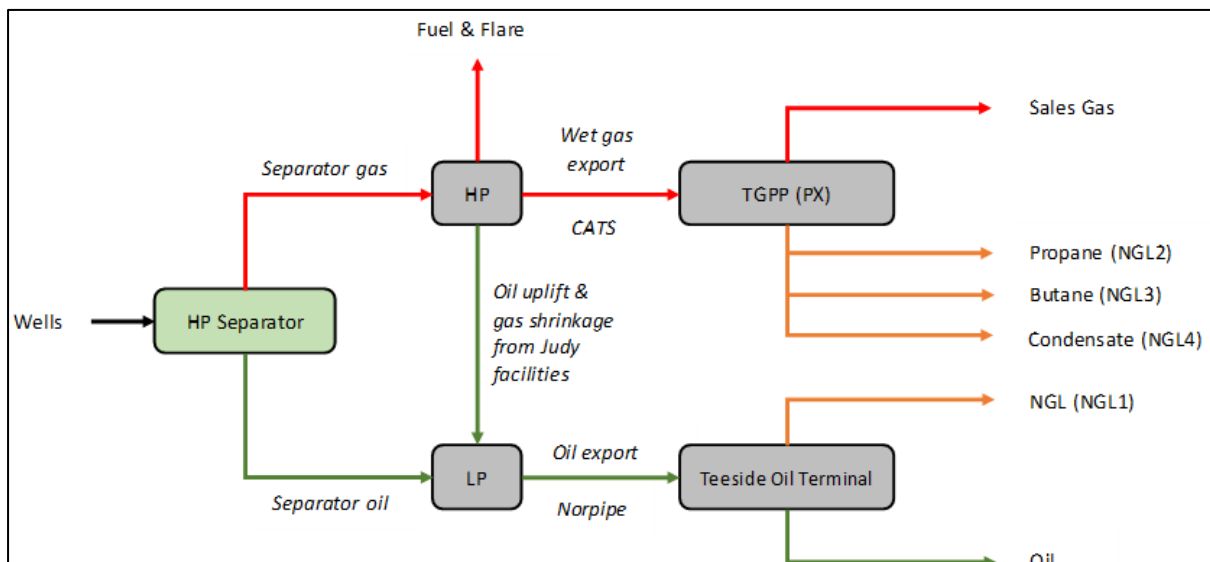 Fuel & Flare
Sales Gas
Wet gas
export
Separator gas
HP
TGPP (PX)
CATS
Propane (NGL2)
Oil uplift &
gas shrinkage
from Judy
facilities
Butane (NGL3)
Wells
HP Separator
Condensate (NGL4)
NGL (NGL1)
Oil export
LP
Teeside Oil Terminal
Separator oil
Norpipe
Oil